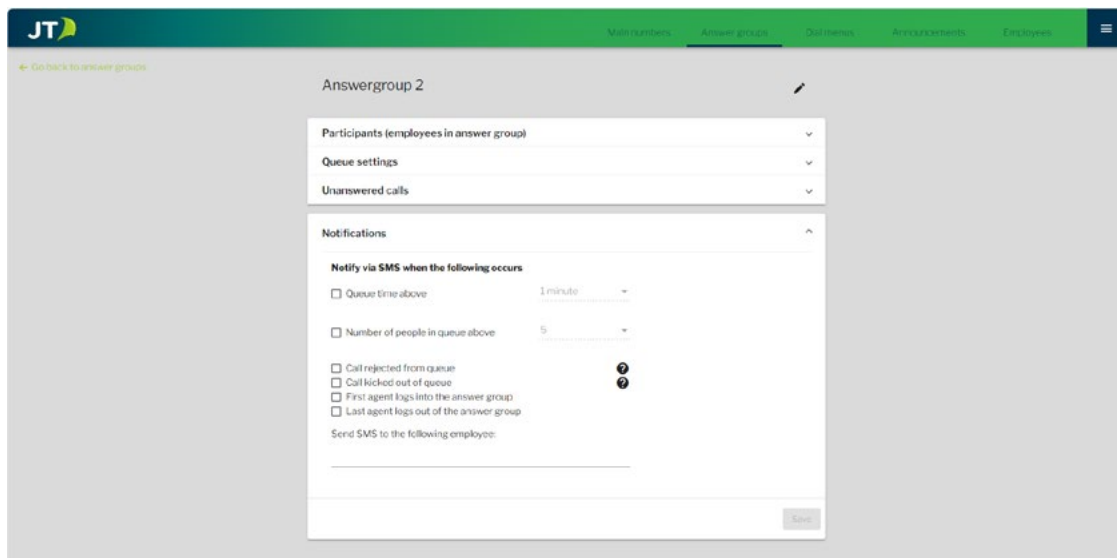 JT
Main numbers Answer groups Dial menus Announcements Employees
← Go back to answer groups
Answergroup 2
Participants (employees in answer group)
Queue settings
Unanswered calls
Notifications
Notify via SMS when the following occurs
Queue time above 1 minute
Number of people in queue above 5
Call rejected from queue ?
Call kicked out of queue ?
First agent logs into the answer group
Last agent logs out of the answer group
Send SMS to the following employee:
Save